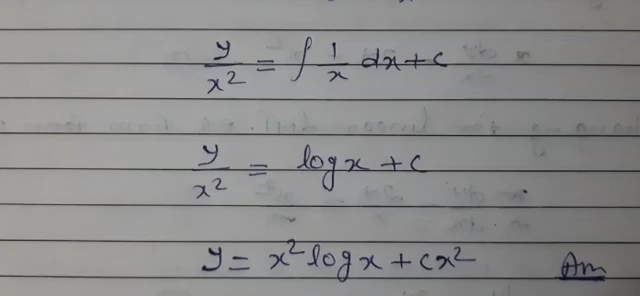 y/x² = ∫ 1/x dx + c
y/x² = log x + c
y = x² log x + cx² Ans